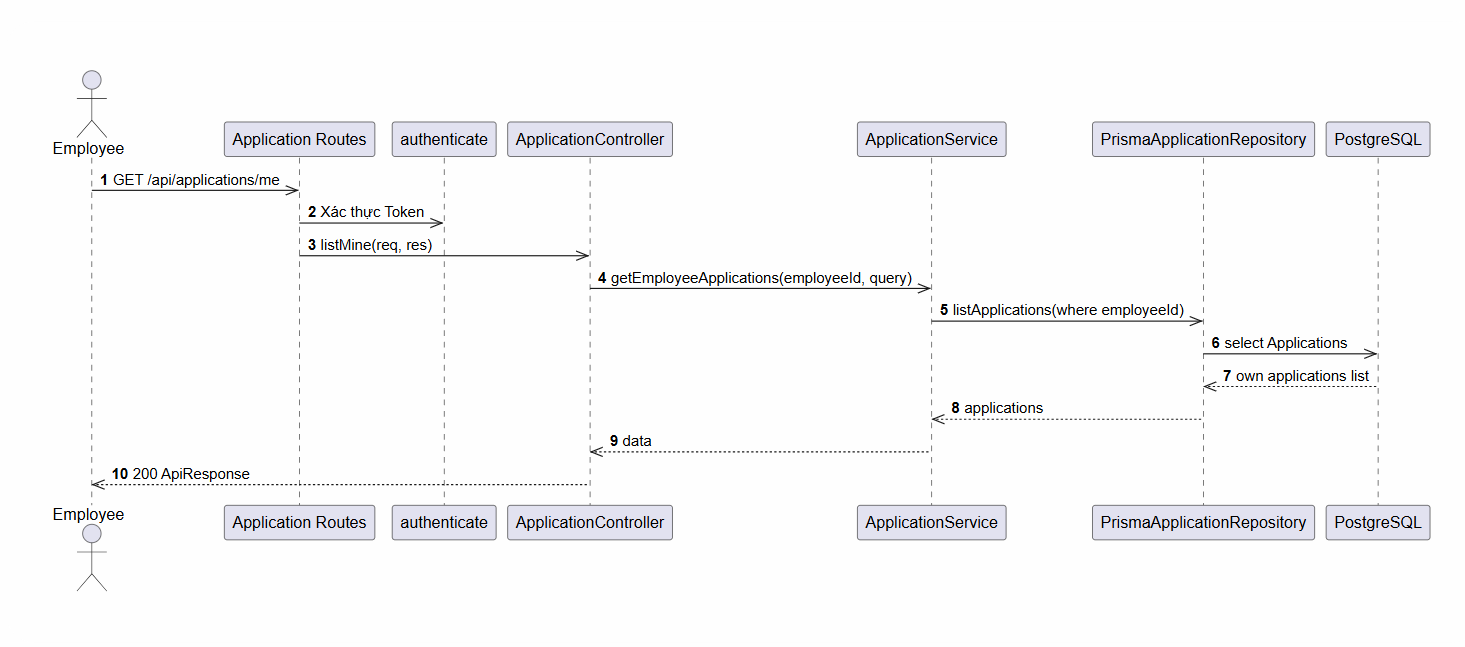 Employee
Application Routes
authenticate
ApplicationController
ApplicationService
PrismaApplicationRepository
PostgreSQL
1 GET /api/applications/me
2 Xác thực Token
3 listMine(req, res)
4 getEmployeeApplications(employeeId, query)
5 listApplications(where employeeId)
6 select Applications
7 own applications list
8 applications
9 data
10 200 ApiResponse
Employee
Application Routes
authenticate
ApplicationController
ApplicationService
PrismaApplicationRepository
PostgreSQL